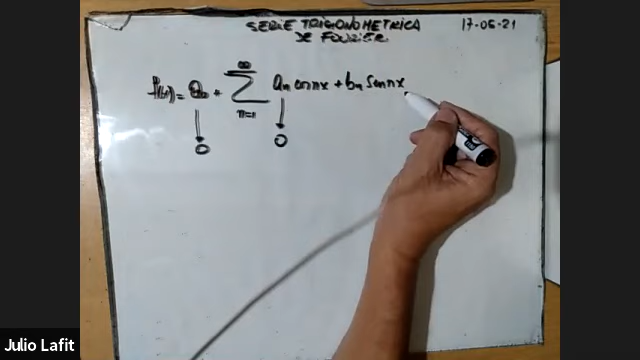 SERIE TRIGONOMETRICA 17-06-21
DE FOURIER
f(x) = a₀ + ∑ aₙ cos nx + bₙ sen nx
∞
n=1
0 0
Julio Lafit